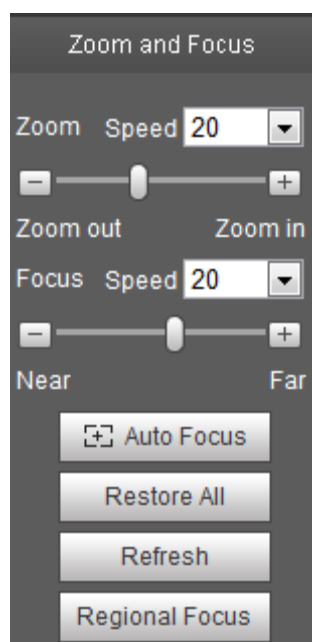 Zoom and Focus
Zoom Speed 20
Zoom out Zoom in
Focus Speed 20
Near Far
Auto Focus
Restore All
Refresh
Regional Focus